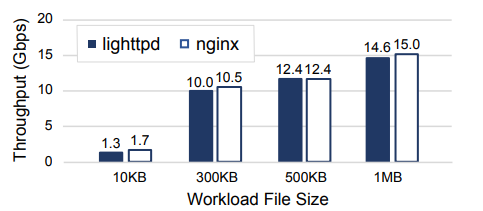 Throughput (Gbps)
20
15
10
5
0
lighttpd nginx
1.3 1.7
10.0 10.5
12.4 12.4
14.6 15.0
10KB 300KB 500KB 1MB
Workload File Size